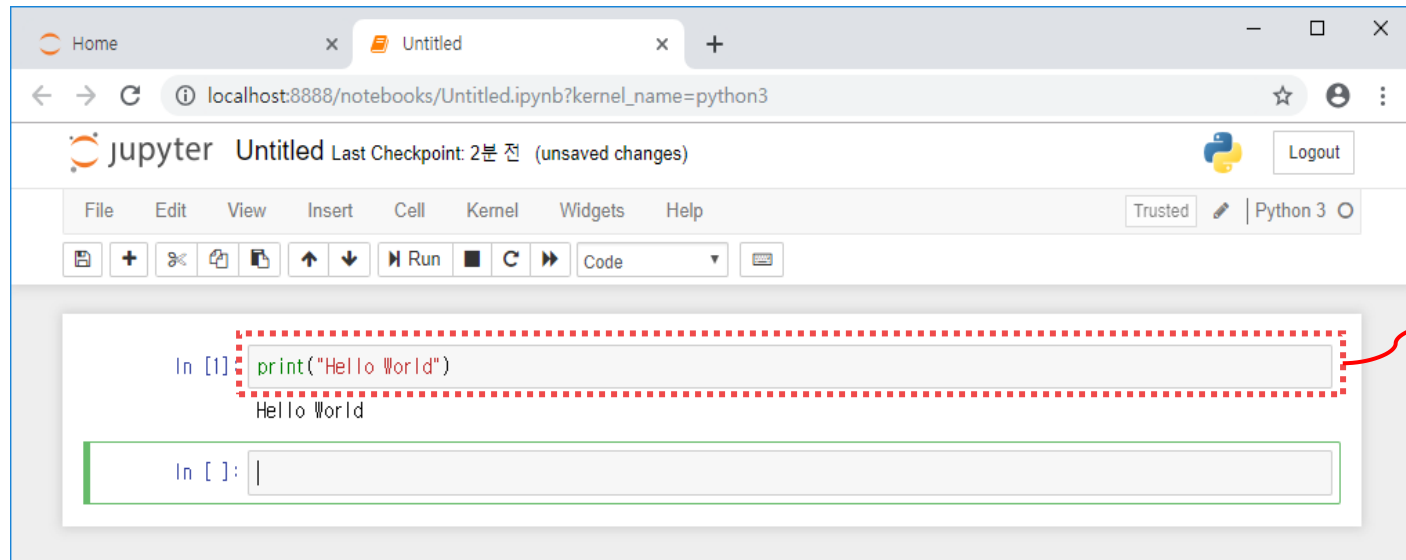 Home
Untitled
localhost:8888/notebooks/Untitled.ipynb?kernel_name=python3
jupyter Untitled Last Checkpoint: 2분 전 (unsaved changes) Logout
File Edit View Insert Cell Kernel Widgets Help Trusted Python 3
Run Code
In [1]: print("Hello World")
Hello World
In [ ]: